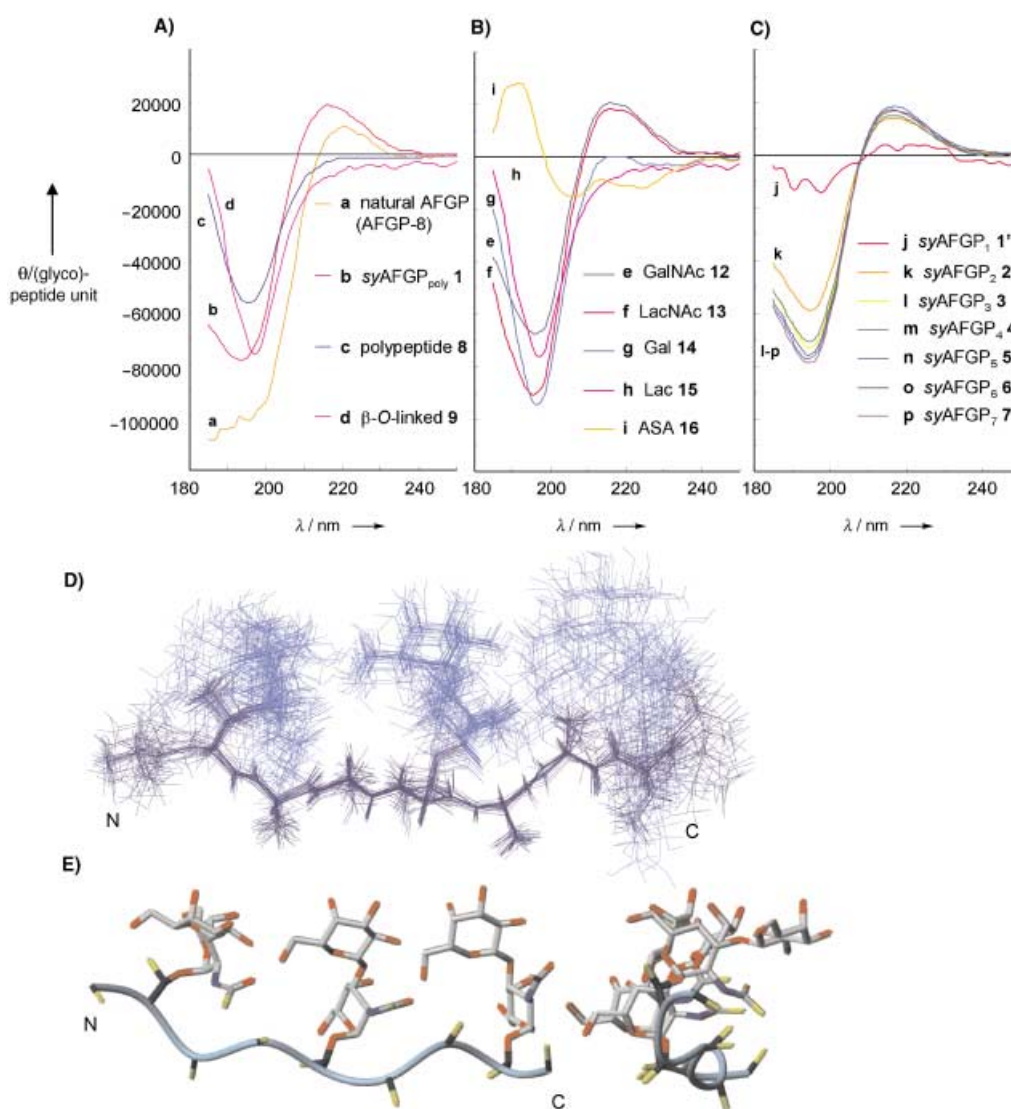 A)
B)
C)
20000
0
−20000
−40000
−60000
−80000
−100000
θ/(glyco)-
peptide unit
d
c
b
a
a natural AFGP
(AFGP-8)
b syAFGPpoly 1
c polypeptide 8
d β-O-linked 9
180 200 220 240
λ / nm
i
h
g
e
f
e GalNAc 12
f LacNAc 13
g Gal 14
h Lac 15
i ASA 16
180 200 220 240
λ / nm
j
k
l-p
j syAFGP₁ 1'
k syAFGP₂ 2
l syAFGP₃ 3
m syAFGP₄ 4
n syAFGP₅ 5
o syAFGP₆ 6
p syAFGP₇ 7
180 200 220 240
λ / nm
D)
N
C
E)
N
C